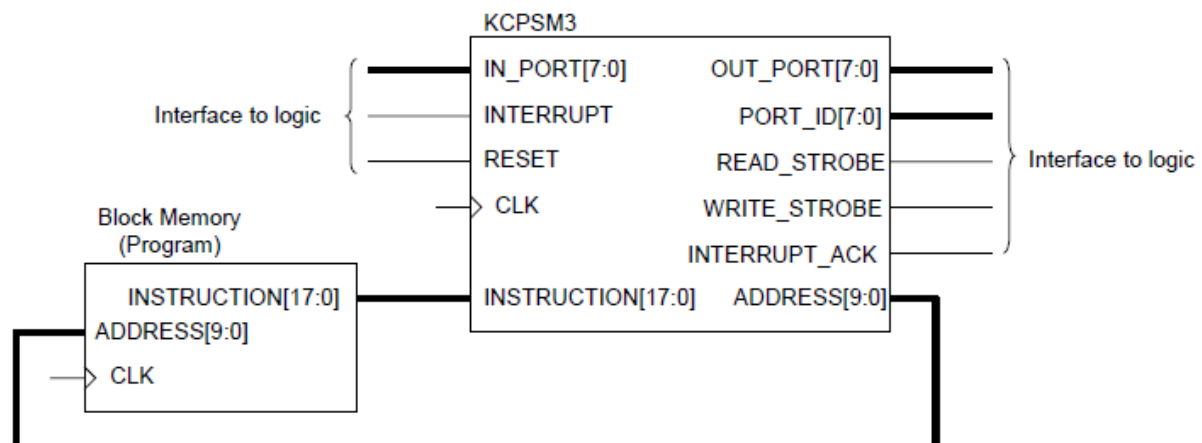 KCPSM3
IN_PORT[7:0]
OUT_PORT[7:0]
Interface to logic
INTERRUPT
PORT_ID[7:0]
RESET
READ_STROBE
Interface to logic
CLK
WRITE_STROBE
INTERRUPT_ACK
Block Memory
(Program)
INSTRUCTION[17:0]
INSTRUCTION[17:0]
ADDRESS[9:0]
ADDRESS[9:0]
CLK